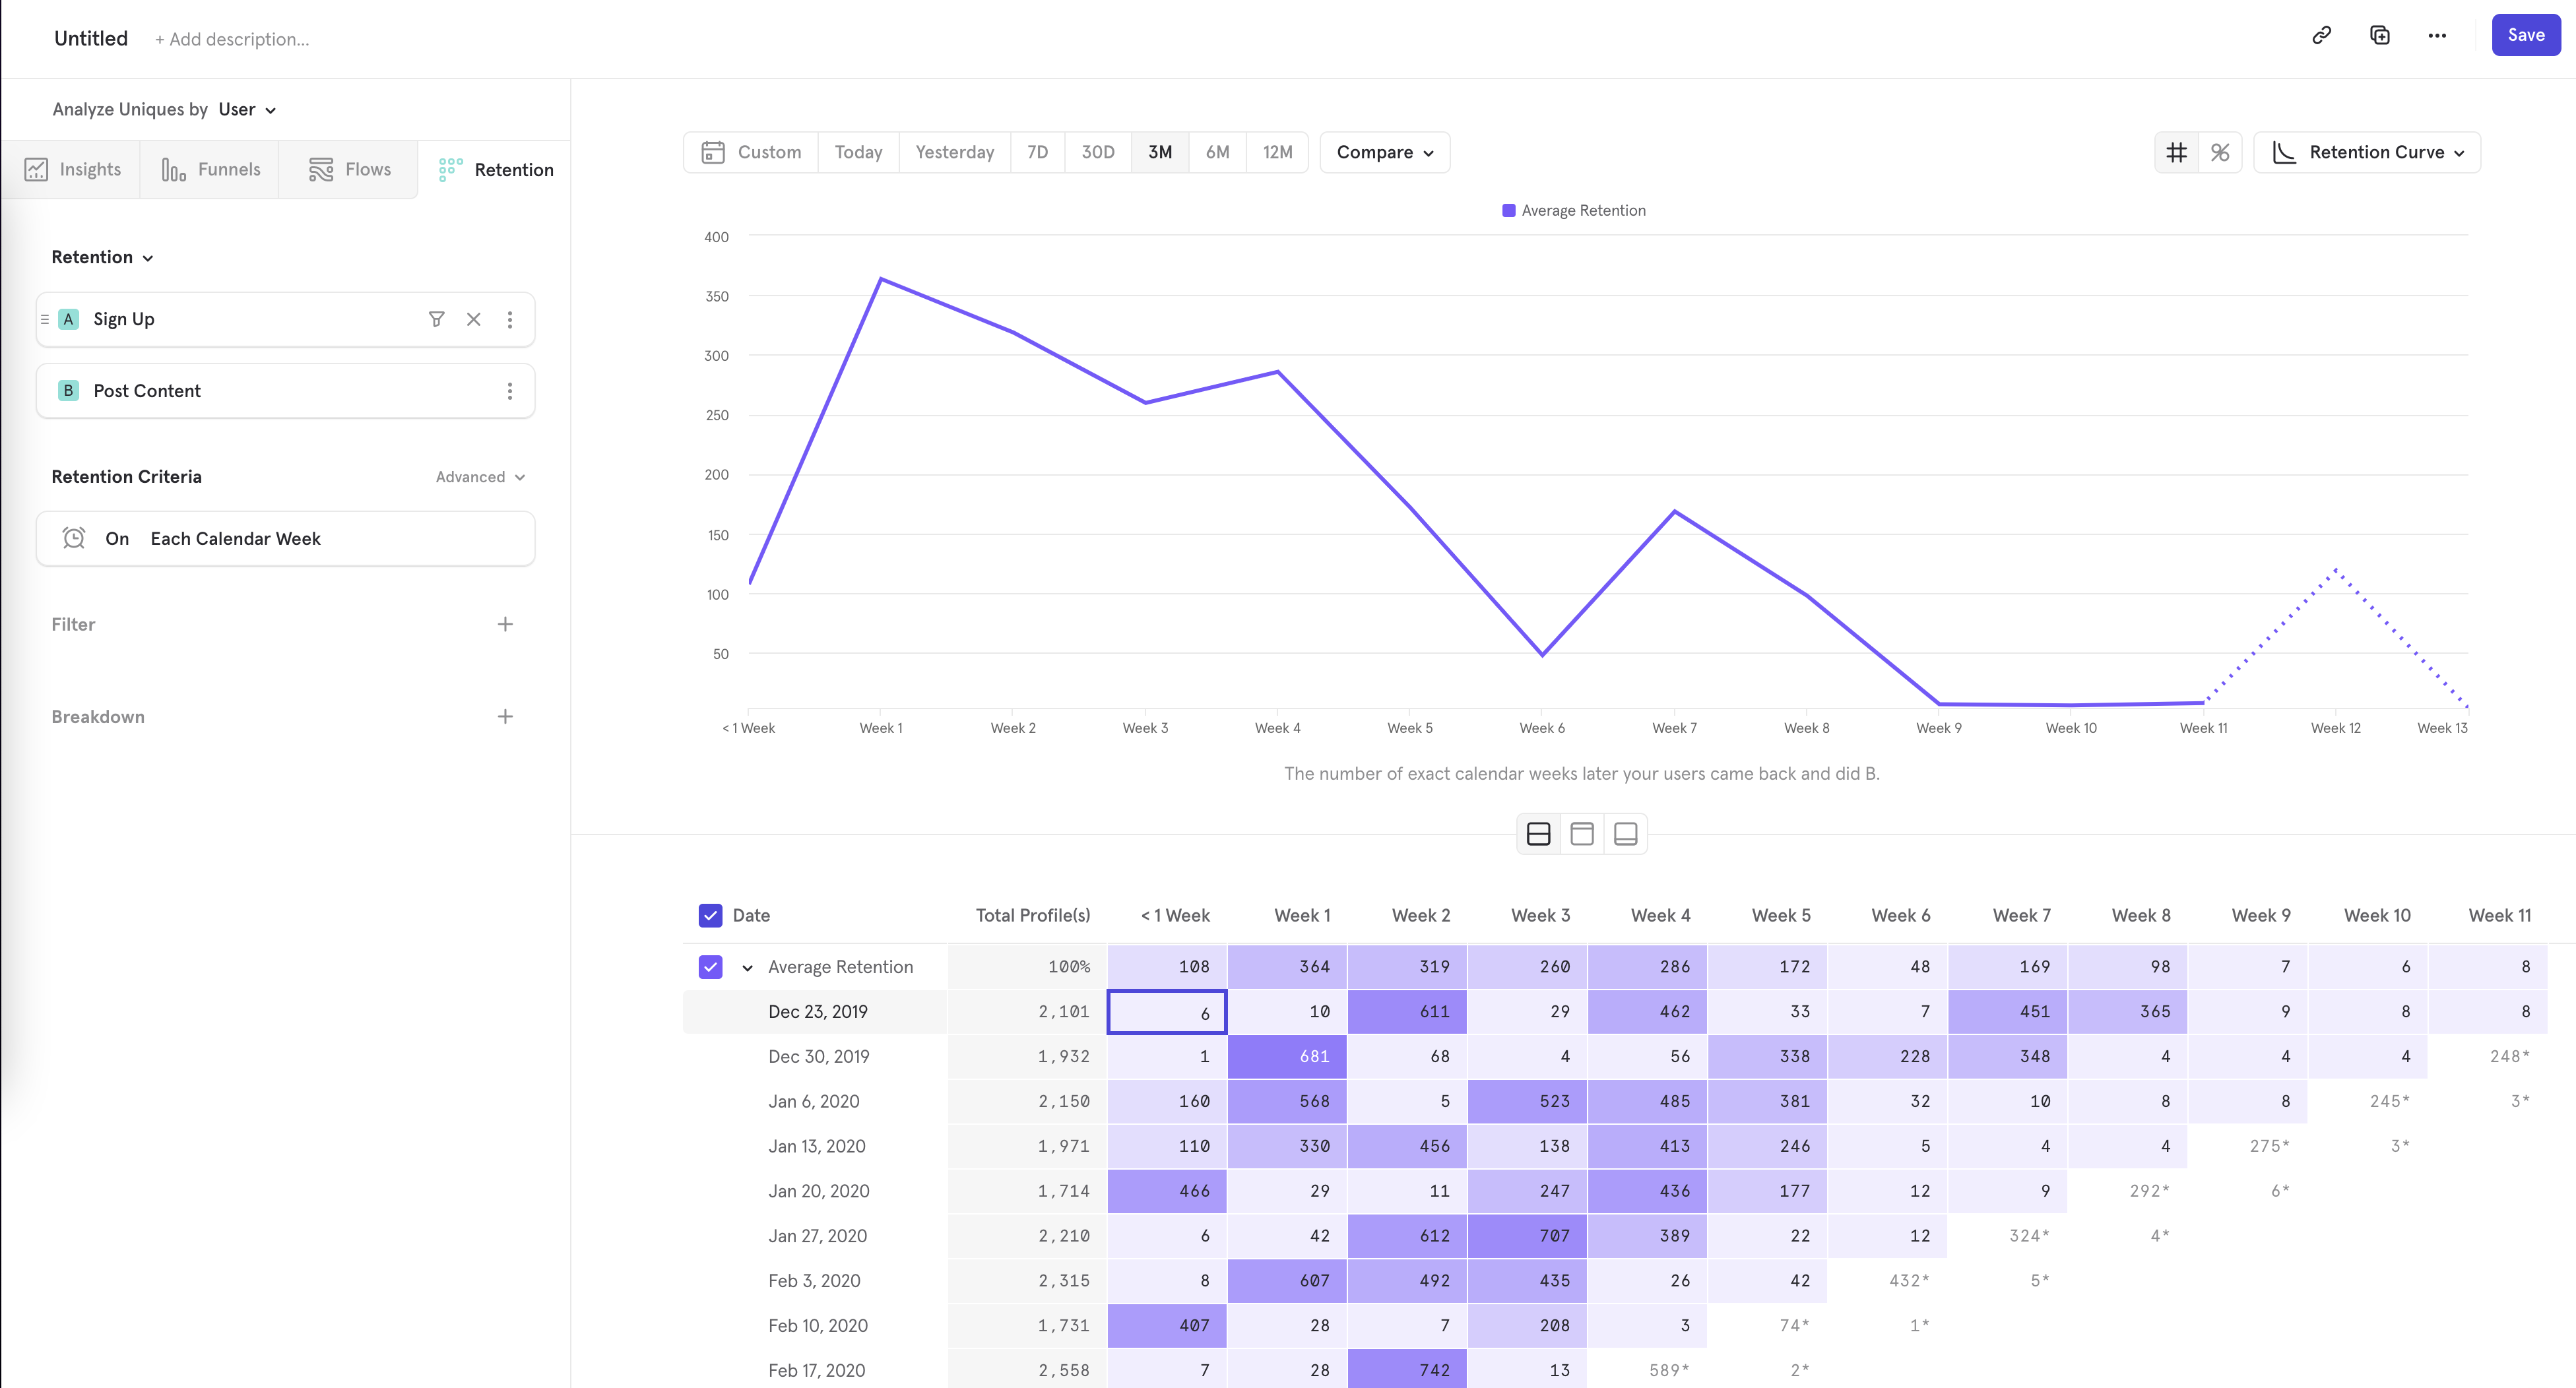 Untitled + Add description...
Save
Analyze Uniques by User
Insights Funnels Flows Retention
Retention
A Sign Up
B Post Content
Retention Criteria Advanced
On Each Calendar Week
Filter
Breakdown
Custom Today Yesterday 7D 30D 3M 6M 12M Compare
Retention Curve
Average Retention
400
350
300
250
200
150
100
50
< 1 Week Week 1 Week 2 Week 3 Week 4 Week 5 Week 6 Week 7 Week 8 Week 9 Week 10 Week 11 Week 12 Week 13
The number of exact calendar weeks later your users came back and did B.
Date Total Profile(s) < 1 Week Week 1 Week 2 Week 3 Week 4 Week 5 Week 6 Week 7 Week 8 Week 9 Week 10 Week 11
Average Retention 100% 108 364 319 260 286 172 48 169 98 7 6 8
Dec 23, 2019 2,101 6 10 611 29 462 33 7 451 365 9 8 8
Dec 30, 2019 1,932 1 681 68 4 56 338 228 348 4 4 4 248*
Jan 6, 2020 2,150 160 568 5 523 485 381 32 10 8 8 245* 3*
Jan 13, 2020 1,971 110 330 456 138 413 246 5 4 4 275* 3*
Jan 20, 2020 1,714 466 29 11 247 436 177 12 9 292* 6*
Jan 27, 2020 2,210 6 42 612 707 389 22 12 324* 4*
Feb 3, 2020 2,315 8 607 492 435 26 42 432* 5*
Feb 10, 2020 1,731 407 28 7 208 3 74* 1*
Feb 17, 2020 2,558 7 28 742 13 589* 2*